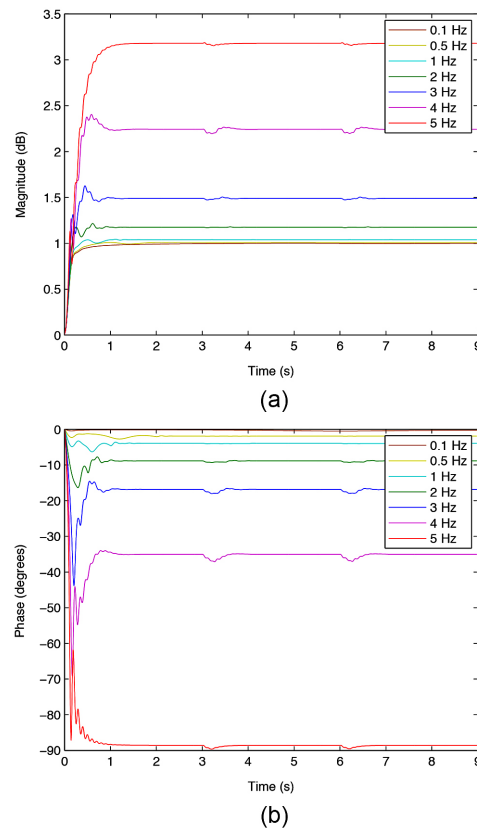 3.5
3
2.5
2
1.5
1
0.5
0
Magnitude (dB)
0.1 Hz
0.5 Hz
1 Hz
2 Hz
3 Hz
4 Hz
5 Hz
0 1 2 3 4 5 6 7 8 9
Time (s)
(a)
0
−10
−20
−30
−40
−50
−60
−70
−80
−90
Phase (degrees)
0.1 Hz
0.5 Hz
1 Hz
2 Hz
3 Hz
4 Hz
5 Hz
0 1 2 3 4 5 6 7 8 9
Time (s)
(b)